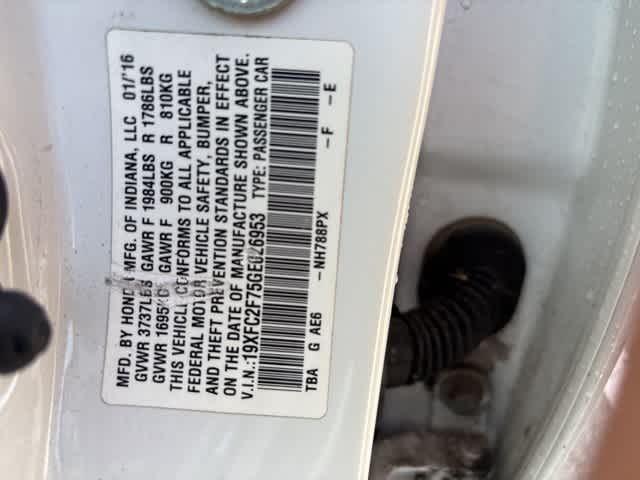 MFD. BY HONDA MFG. OF INDIANA, LLC 01/'16
GVWR 3737LBS GAWR F 1984LBS R 1786LBS
GVWR 1695KG GAWR F 900KG R 810KG
THIS VEHICLE CONFORMS TO ALL APPLICABLE
FEDERAL MOTOR VEHICLE SAFETY, BUMPER,
AND THEFT PREVENTION STANDARDS IN EFFECT
ON THE DATE OF MANUFACTURE SHOWN ABOVE.
V.I.N.: TYPE: PASSENGER CAR
NH788PX F E
TBA G AE6